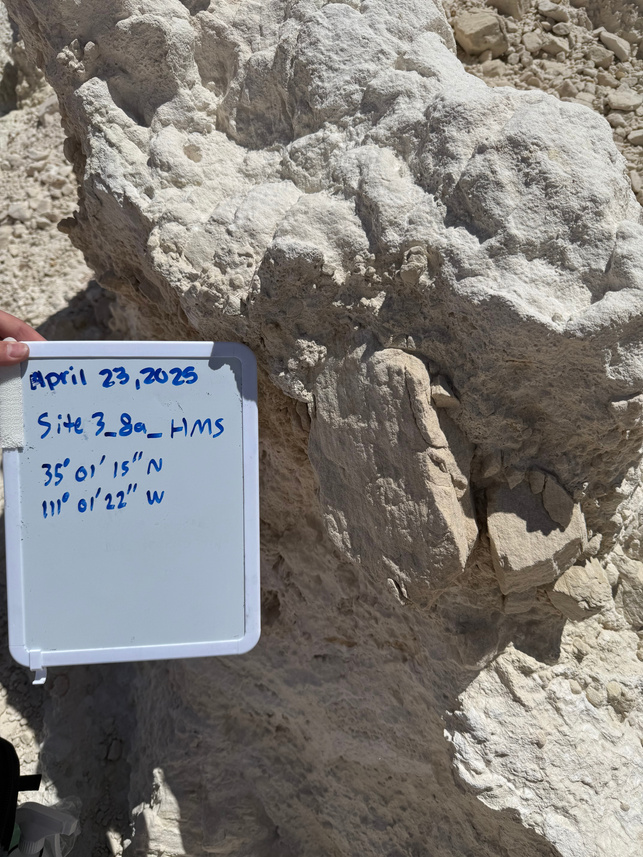 April 23, 2025
Site 3_8a_HMS
35° 01' 15" N
111° 01' 22" W